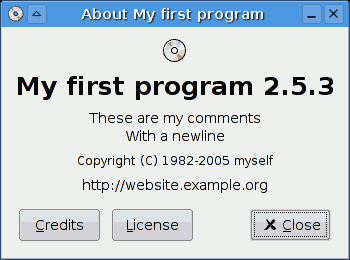 About My first program
My first program 2.5.3
These are my comments
With a newline
Copyright (C) 1982-2005 myself
http://website.example.org
Credits License Close